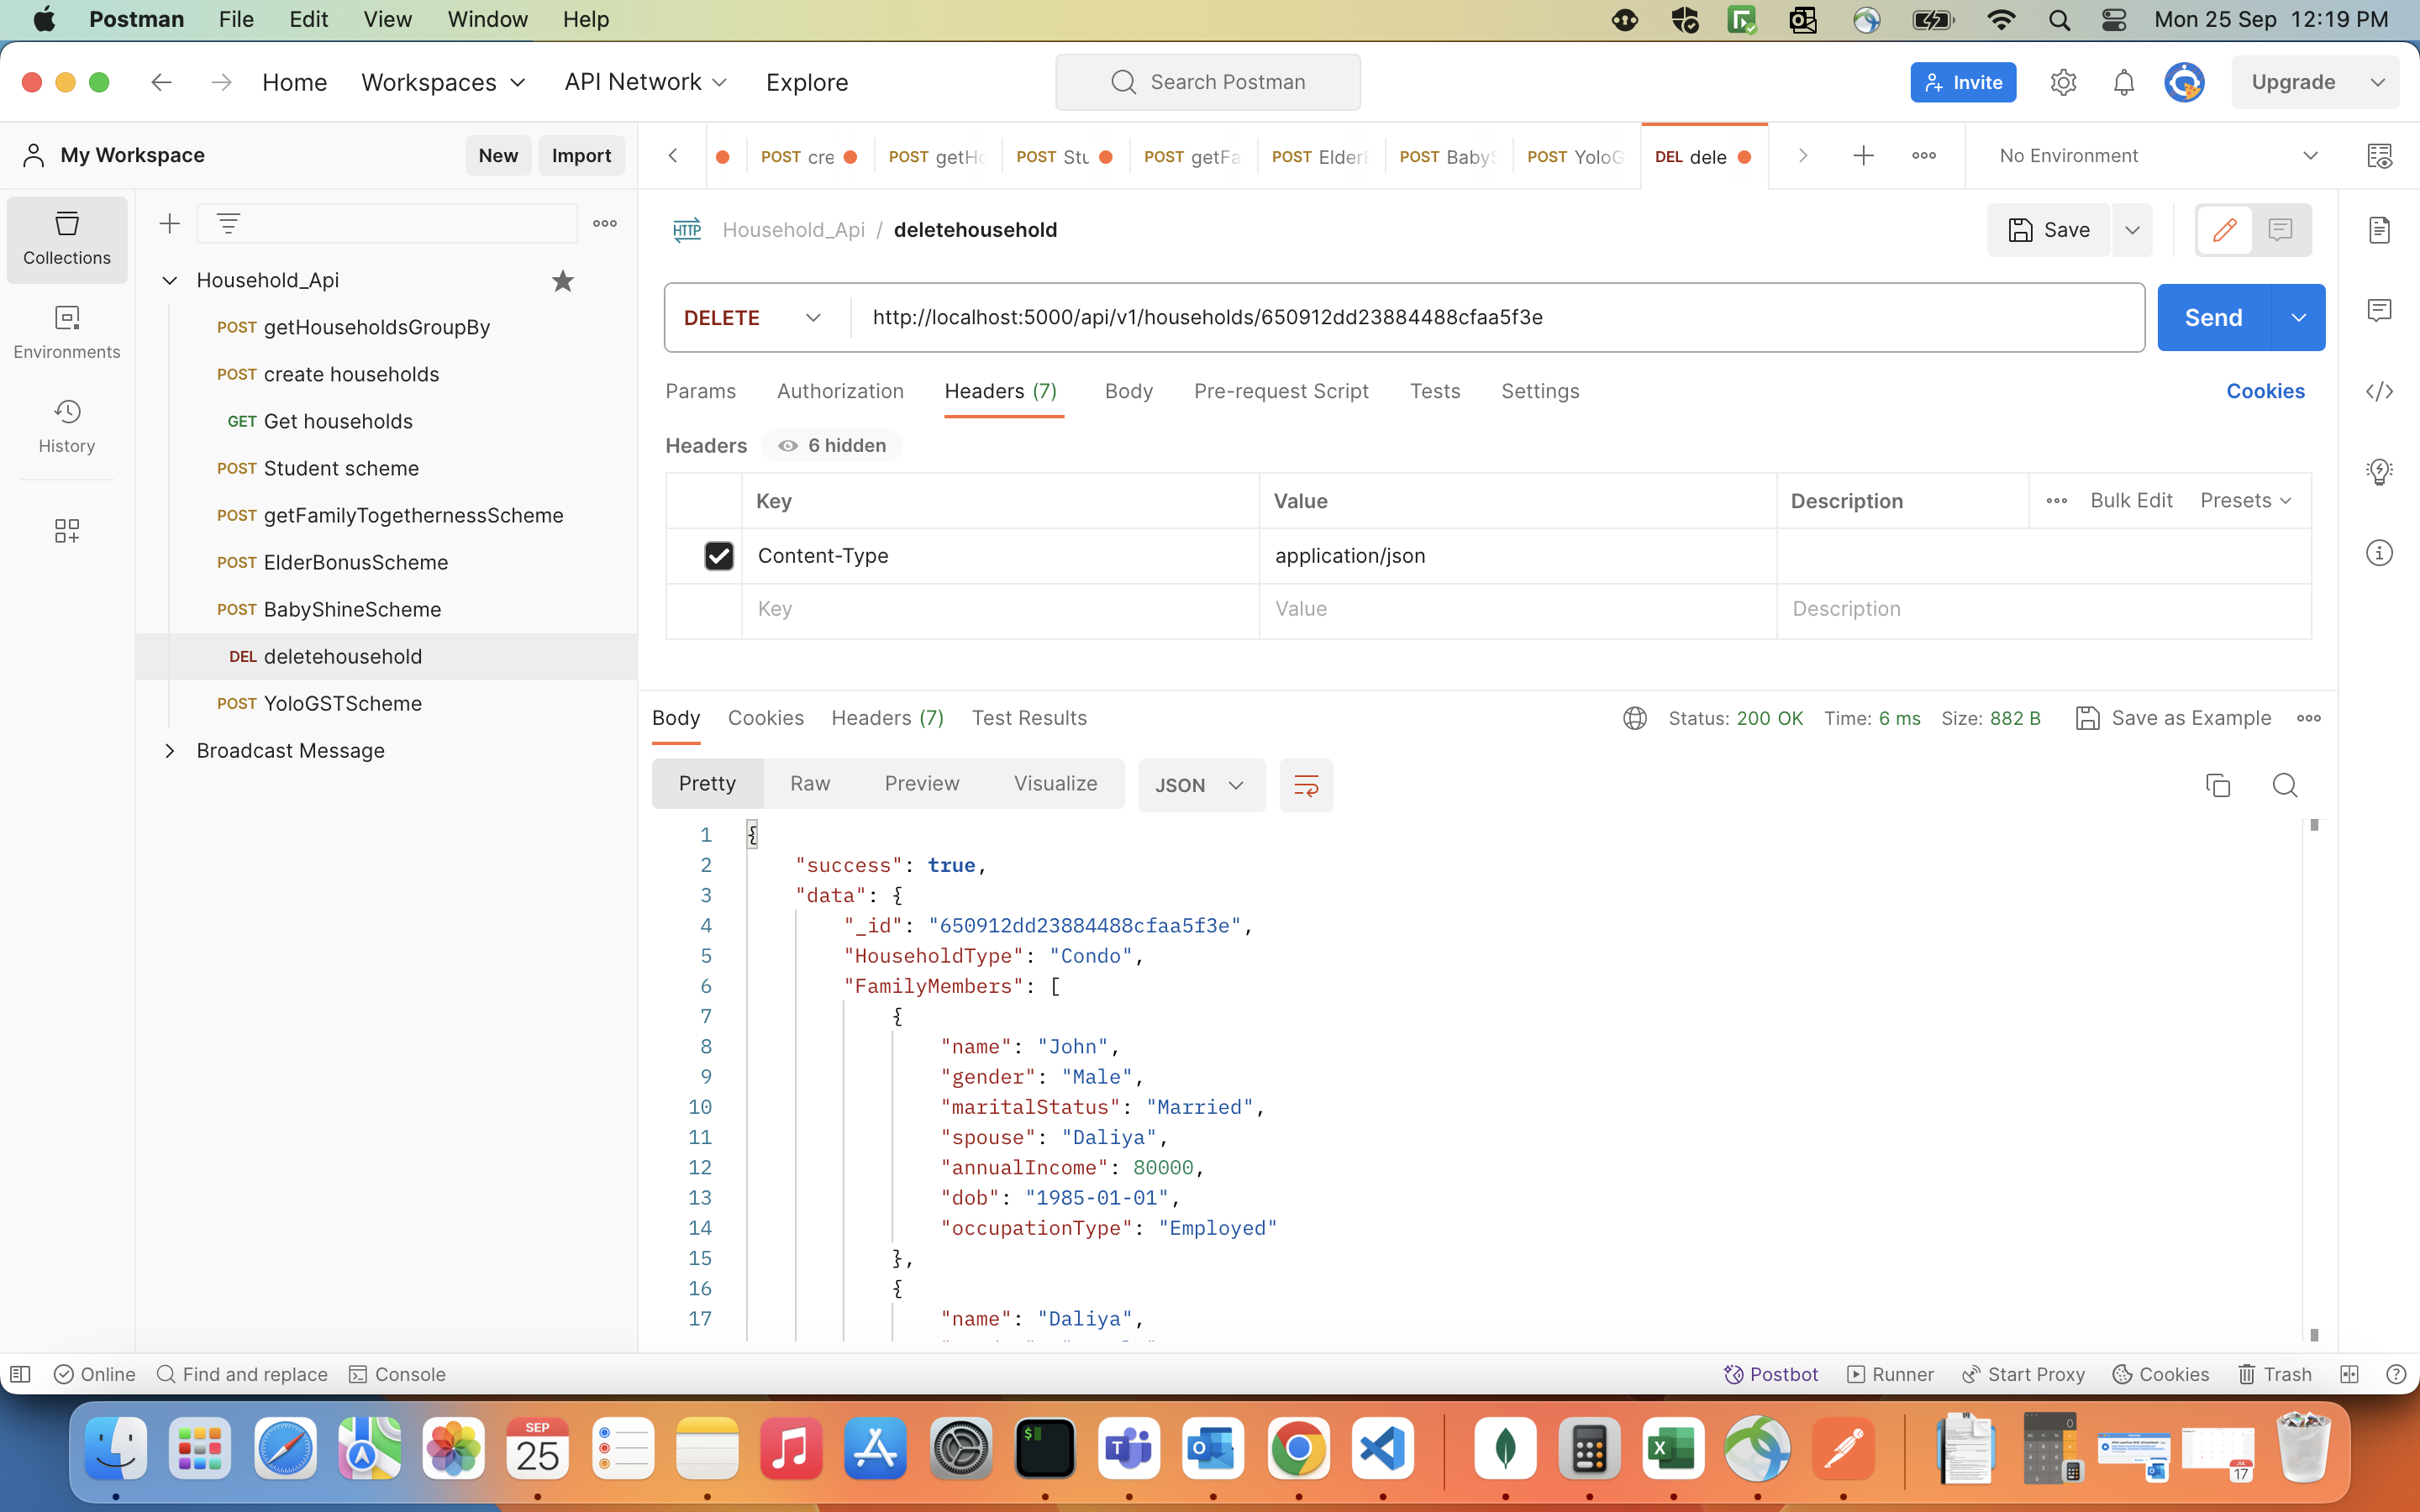 Postman File Edit View Window Help Mon 25 Sep 12:19 PM
Home Workspaces API Network Explore Search Postman Invite Upgrade
My Workspace New Import POST cre POST getHo POST Stu POST getFa POST Elder POST Baby POST YoloG DEL dele No Environment
Collections
Environments
History
Household_Api
POST getHouseholdsGroupBy
POST create households
GET Get households
POST Student scheme
POST getFamilyTogethernessScheme
POST ElderBonusScheme
POST BabyShineScheme
DEL deletehousehold
POST YoloGSTScheme
Broadcast Message
HTTP Household_Api / deletehousehold Save
DELETE http://localhost:5000/api/v1/households/650912dd23884488cfaa5f3e Send
Params Authorization Headers (7) Body Pre-request Script Tests Settings Cookies
Headers 6 hidden
Key Value Description Bulk Edit Presets
Content-Type application/json
Key Value Description
Body Cookies Headers (7) Test Results Status: 200 OK Time: 6 ms Size: 882 B Save as Example
Pretty Raw Preview Visualize JSON
1 {
2 "success": true,
3 "data": {
4 "_id": "650912dd23884488cfaa5f3e",
5 "HouseholdType": "Condo",
6 "FamilyMembers": [
7 {
8 "name": "John",
9 "gender": "Male",
10 "maritalStatus": "Married",
11 "spouse": "Daliya",
12 "annualIncome": 80000,
13 "dob": "1985-01-01",
14 "occupationType": "Employed"
15 },
16 {
17 "name": "Daliya",
Online Find and replace Console Postbot Runner Start Proxy Cookies Trash
SEP
25
17